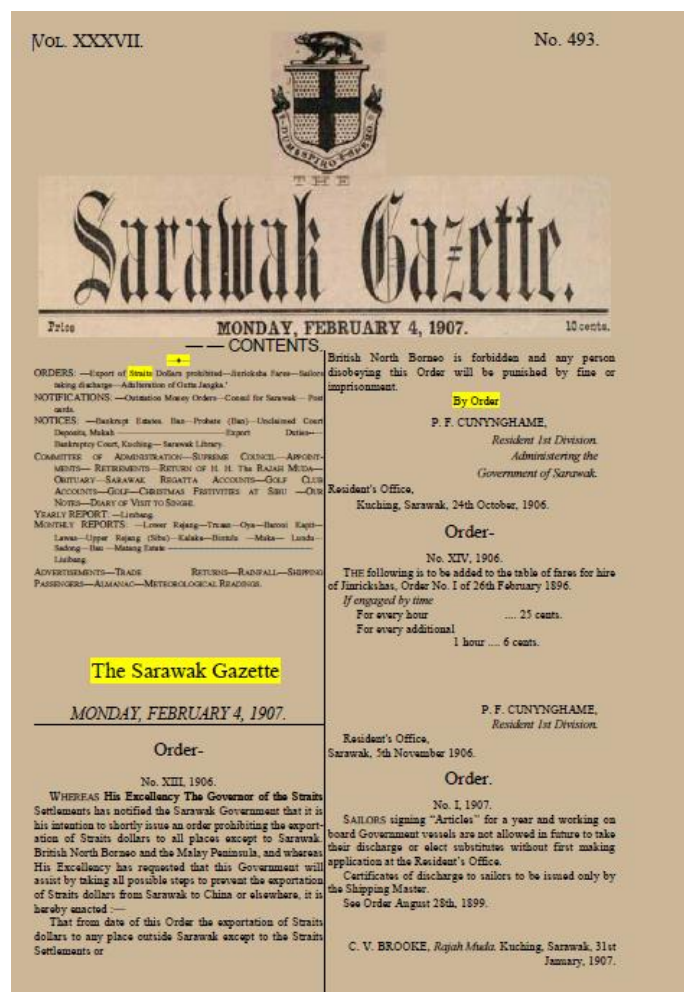 VOL. XXXVII.
No. 493.
DUM SPIRO SPERO
THE
Sarawak Gazette.
Price
MONDAY, FEBRUARY 4, 1907.
10 cents.
— — CONTENTS.
ORDERS: —Export of Straits Dollars prohibited—Jinricksha Fares—Sailors
taking discharge—Adulteration of Gutta Jangka.'
NOTIFICATIONS: —Outstation Money Orders—Consul for Sarawak— Post
cards.
NOTICES: —Bankrupt Estates. Bau—Probate (Bau)—Unclaimed Court
Deposits, Mukah —Export Duties—
Bankruptcy Court, Kuching— Sarawak Library.
COMMITTEE OF ADMINISTRATION—SUPREME COUNCIL—APPOINT-
MENTS— RETIREMENTS—RETURN OF H. H. The RAJAH MUDA—
OBITUARY—SARAWAK REGATTA ACCOUNTS—GOLF CLUB
ACCOUNTS—GOLF—CHRISTMAS FESTIVITIES AT SIBU —OUR
NOTES—DIARY OF VISIT TO SINGHI.
YEARLY REPORT: —Limbang.
MONTHLY REPORTS: —Lower Rejang—Trusan—Oya—Baram Kapit—
Lawas—Upper Rejang (Sibu)—Kalaka—Bintulu —Muka— Lundu—
Sadong—Bau —Matang Estate —
Limbang.
ADVERTISEMENTS—TRADE RETURNS—RAINFALL—SHIPPING
PASSENGERS—ALMANAC—METEOROLOGICAL READINGS.
The Sarawak Gazette
MONDAY, FEBRUARY 4, 1907.
Order-
No. XIII, 1906.
WHEREAS His Excellency The Governor of the Straits
Settlements has notified the Sarawak Government that it is
his intention to shortly issue an order prohibiting the export-
ation of Straits dollars to all places except to Sarawak,
British North Borneo and the Malay Peninsula, and whereas
His Excellency has requested that this Government will
assist by taking all possible steps to prevent the exportation
of Straits dollars from Sarawak to China or elsewhere, it is
hereby enacted :—
That from date of this Order the exportation of Straits
dollars to any place outside Sarawak except to the Straits
Settlements or
British North Borneo is forbidden and any person
disobeying this Order will be punished by fine or
imprisonment.
By Order
P. F. CUNYNGHAME,
Resident 1st Division.
Administering the
Government of Sarawak.
Resident's Office,
Kuching, Sarawak, 24th October, 1906.
Order-
No. XIV, 1906.
THE following is to be added to the table of fares for hire
of Jinrickshas, Order No. I of 26th February 1896.
If engaged by time
For every hour .... 25 cents.
For every additional
1 hour .... 6 cents.
P. F. CUNYNGHAME,
Resident 1st Division.
Resident's Office,
Sarawak, 5th November 1906.
Order.
No. I, 1907.
SAILORS signing “Articles” for a year and working on
board Government vessels are not allowed in future to take
their discharge or elect substitutes without first making
application at the Resident's Office.
Certificates of discharge to sailors to be issued only by
the Shipping Master.
See Order August 28th, 1899.
C. V. BROOKE, Rajah Muda. Kuching, Sarawak, 31st
January, 1907.